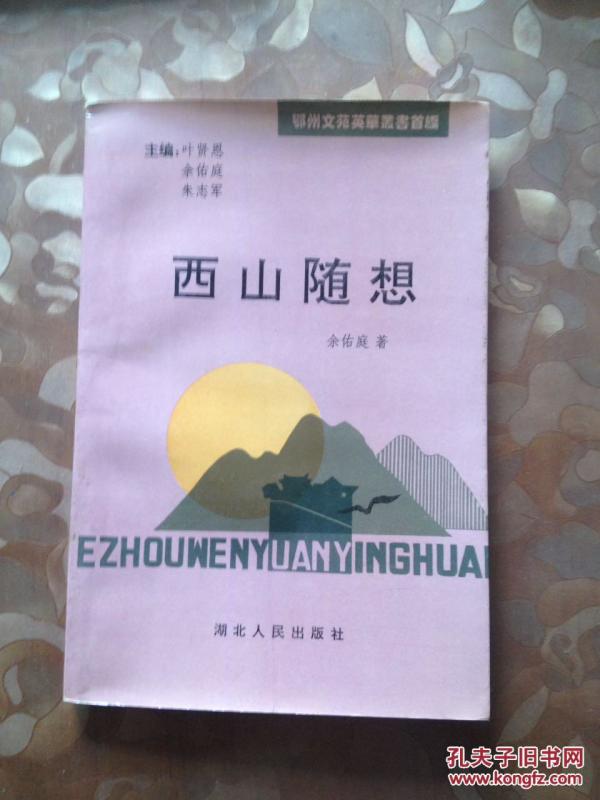 鄂州文苑英華叢書首编
主编:叶贤恩
余佑庭
朱志军
西山随想
余佑庭 著
EZHOUWENYUANYINGHUAI
湖北人民出版社
孔夫子旧书网
www.kongfz.com